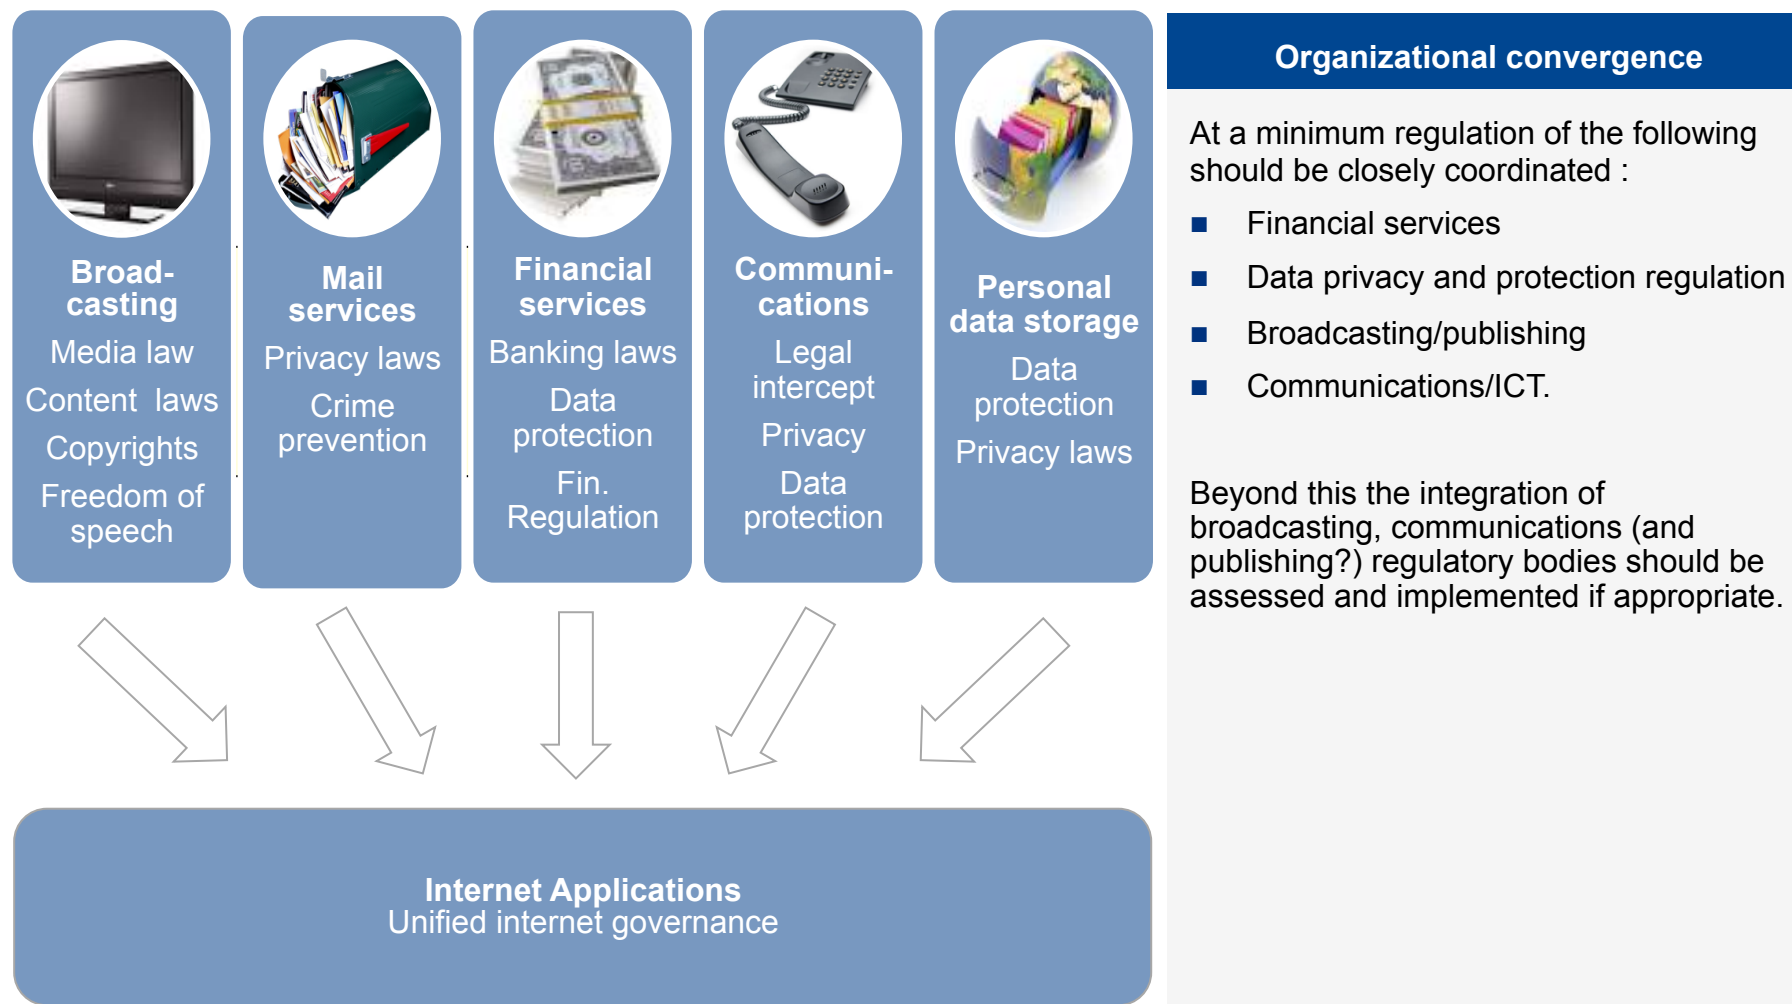 Broad-
casting
Media law
Content  laws
Copyrights
Freedom of
speech
Mail
services
Privacy laws
Crime
prevention
Financial
services
Banking laws
Data
protection
Fin.
Regulation
Communi-
cations
Legal
intercept
Privacy
Data
protection
Personal
data storage
Data
protection
Privacy laws
Internet Applications
Unified internet governance
Organizational convergence
At a minimum regulation of the following
should be closely coordinated :
■ Financial services
■ Data privacy and protection regulation
■ Broadcasting/publishing
■ Communications/ICT.
Beyond this the integration of
broadcasting, communications (and
publishing?) regulatory bodies should be
assessed and implemented if appropriate.